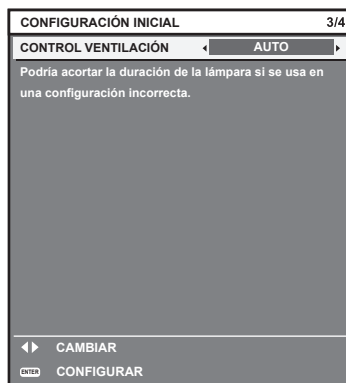 CONFIGURACIÓN INICIAL 3/4
CONTROL VENTILACIÓN AUTO
Podría acortar la duración de la lámpara si se usa en
una configuración incorrecta.
CAMBIAR
ENTER CONFIGURAR